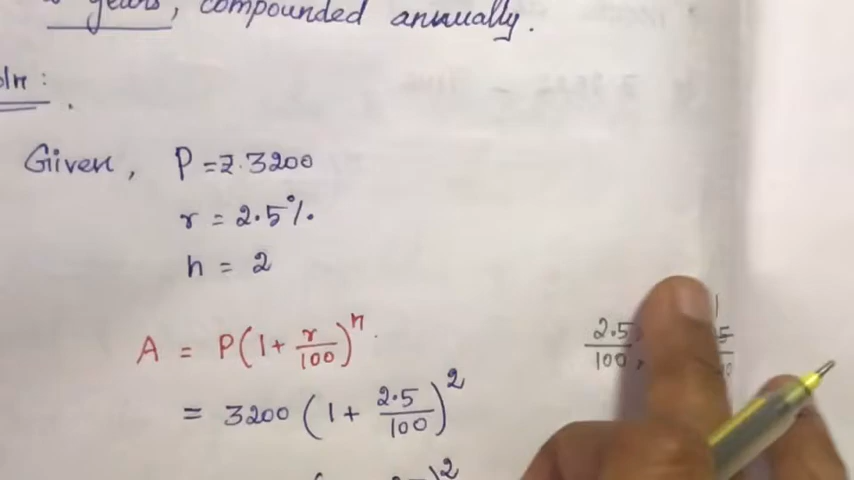 years, compounded annually.
Soln :
Given, P = ₹.3200
r = 2.5%.
n = 2
A = P(1 + r/100)^n.
= 3200 (1 + 2.5/100)^2
2.5/100